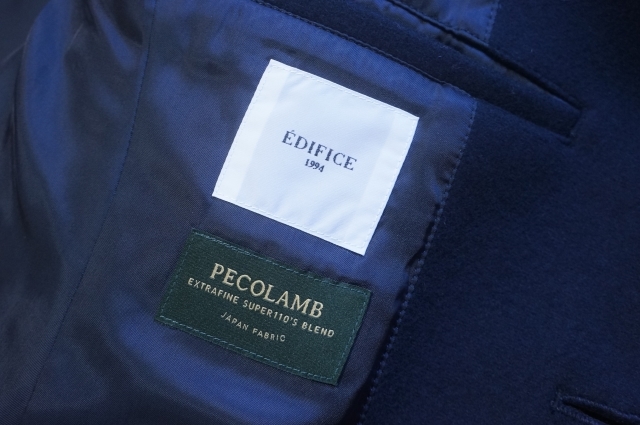 ÉDIFICE
1994
PECOLAMB
EXTRAFINE SUPER110'S BLEND
JAPAN FABRIC